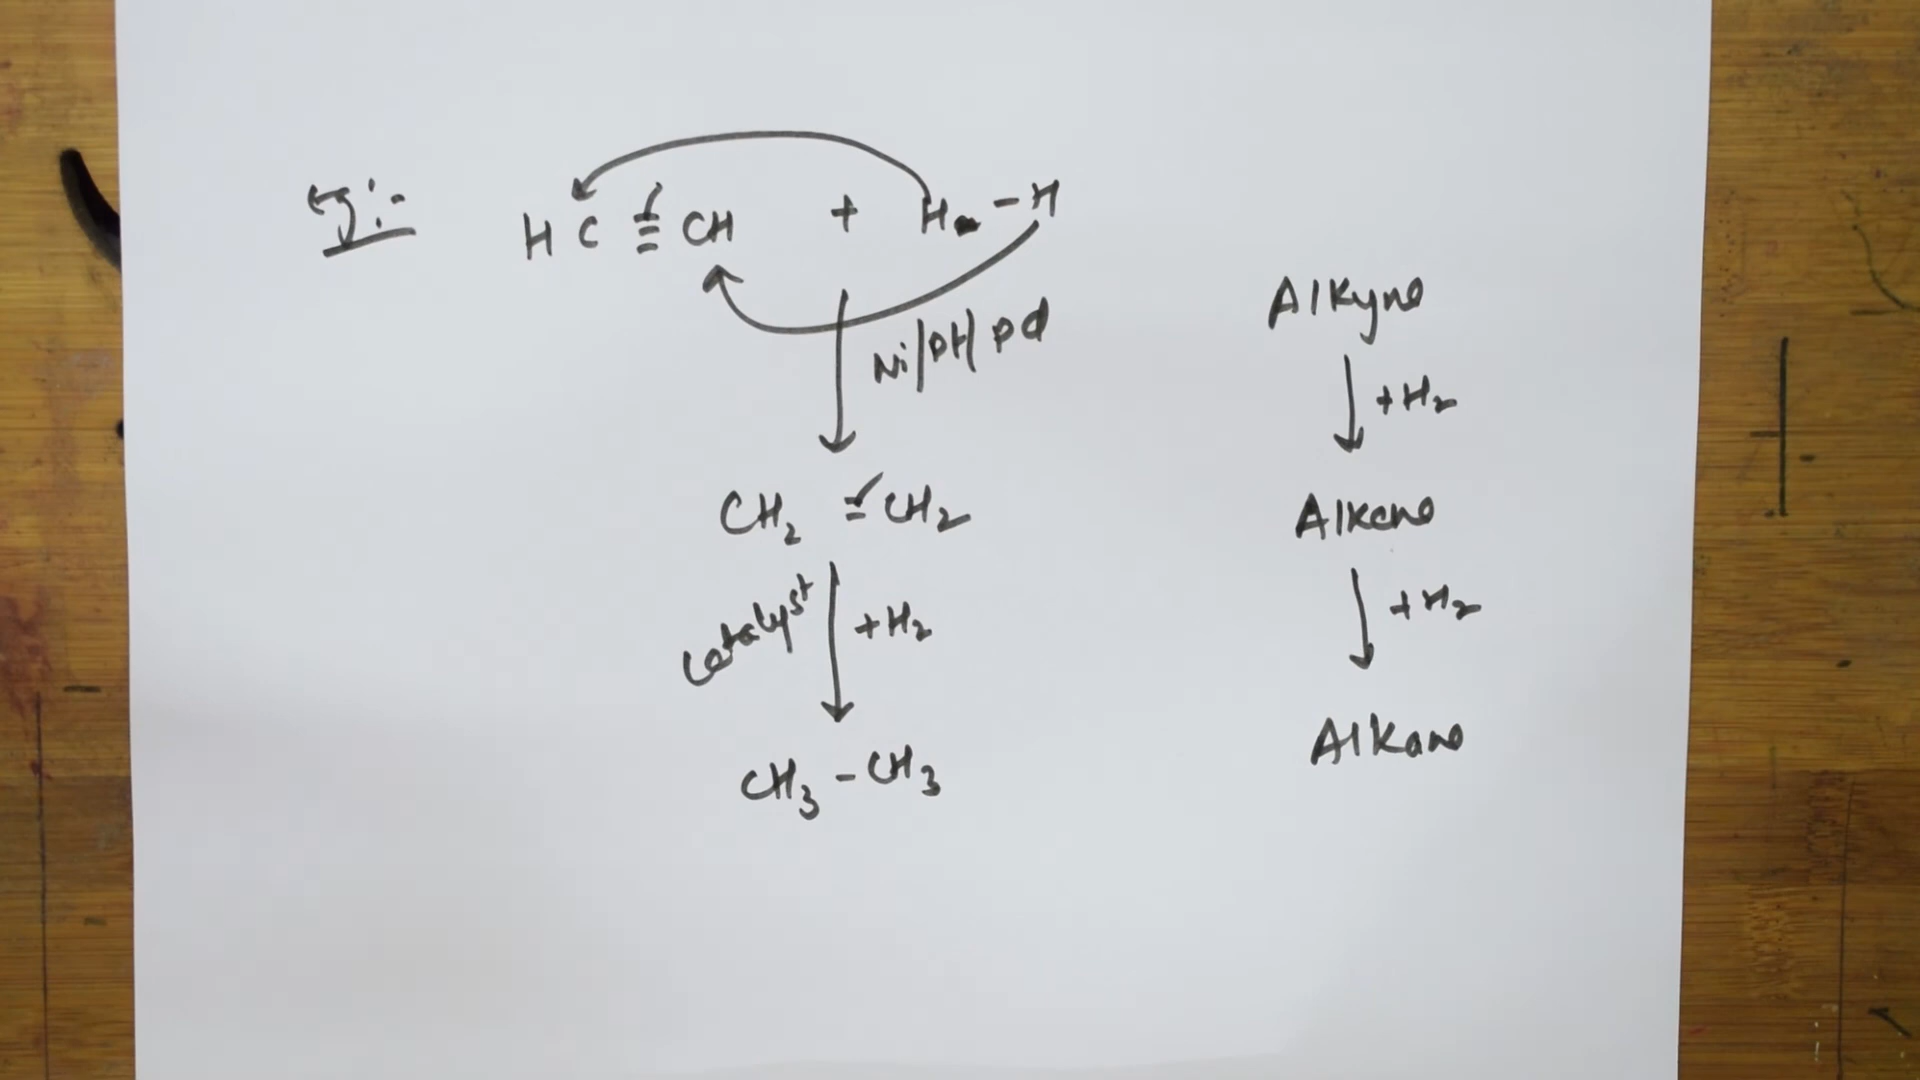 Eg:-
HC ≡ CH + H - H
Ni/Pt/Pd
CH₂ = CH₂
Catalyst +H₂
CH₃ - CH₃
Alkyne
+H₂
Alkene
+H₂
Alkane